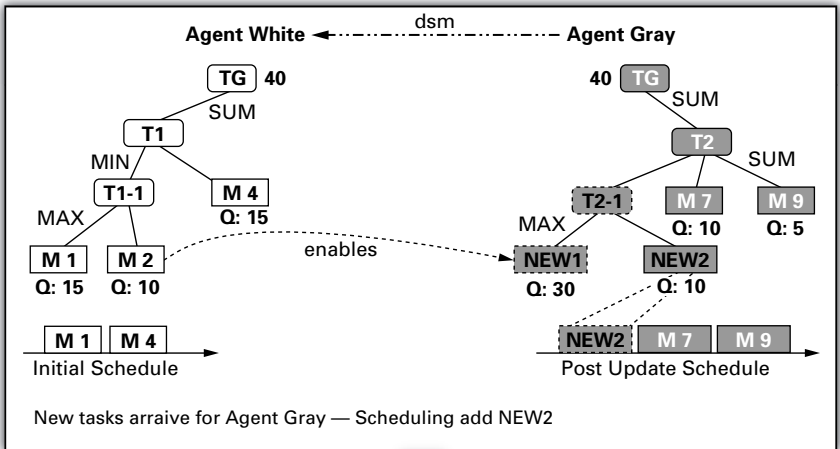 dsm
Agent White
Agent Gray
TG 40
40 TG
SUM
SUM
T1
T2
MIN
SUM
T1-1
M 4
T2-1
M 7
M 9
Q: 15
Q: 10
Q: 5
MAX
MAX
M 1
M 2
enables
NEW1
NEW2
Q: 15
Q: 10
Q: 30
Q: 10
M 1
M 4
NEW2
M 7
M 9
Initial Schedule
Post Update Schedule
New tasks arraive for Agent Gray — Scheduling add NEW2